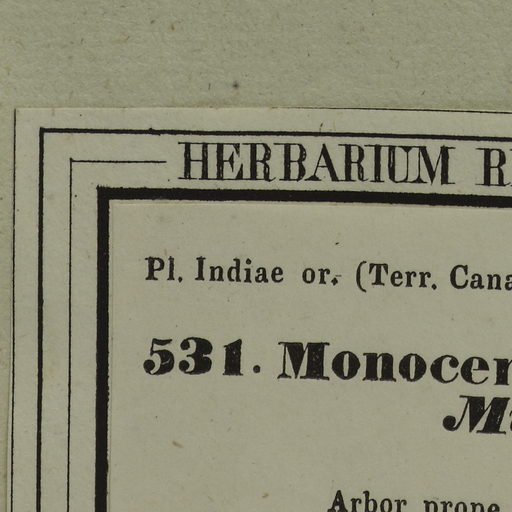 HERBARIUM R
Pl. Indiae or. (Terr. Cana
531. Monocer
M
Arbor prope